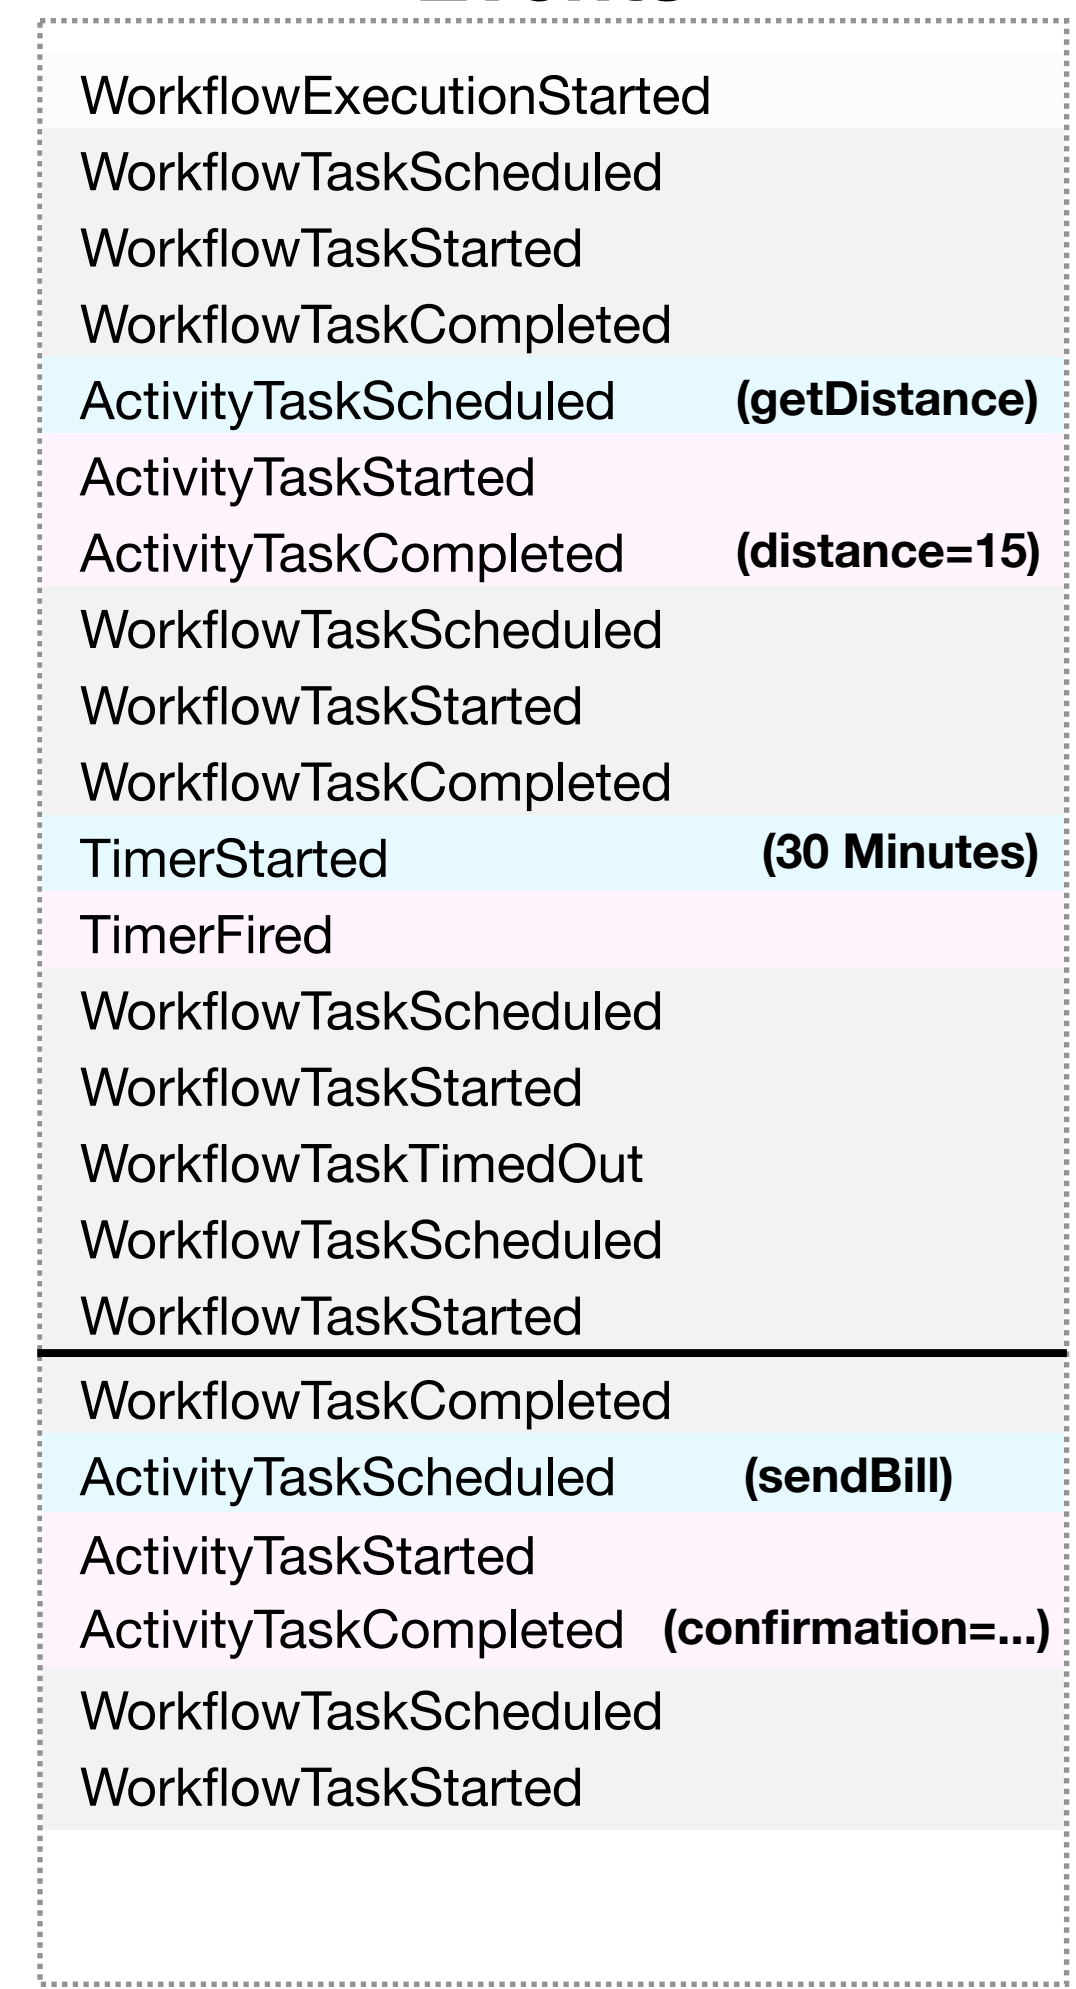 WorkflowExecutionStarted
WorkflowTaskScheduled
WorkflowTaskStarted
WorkflowTaskCompleted
ActivityTaskScheduled (getDistance)
ActivityTaskStarted
ActivityTaskCompleted (distance=15)
WorkflowTaskScheduled
WorkflowTaskStarted
WorkflowTaskCompleted
TimerStarted (30 Minutes)
TimerFired
WorkflowTaskScheduled
WorkflowTaskStarted
WorkflowTaskTimedOut
WorkflowTaskScheduled
WorkflowTaskStarted
WorkflowTaskCompleted
ActivityTaskScheduled (sendBill)
ActivityTaskStarted
ActivityTaskCompleted (confirmation=...)
WorkflowTaskScheduled
WorkflowTaskStarted